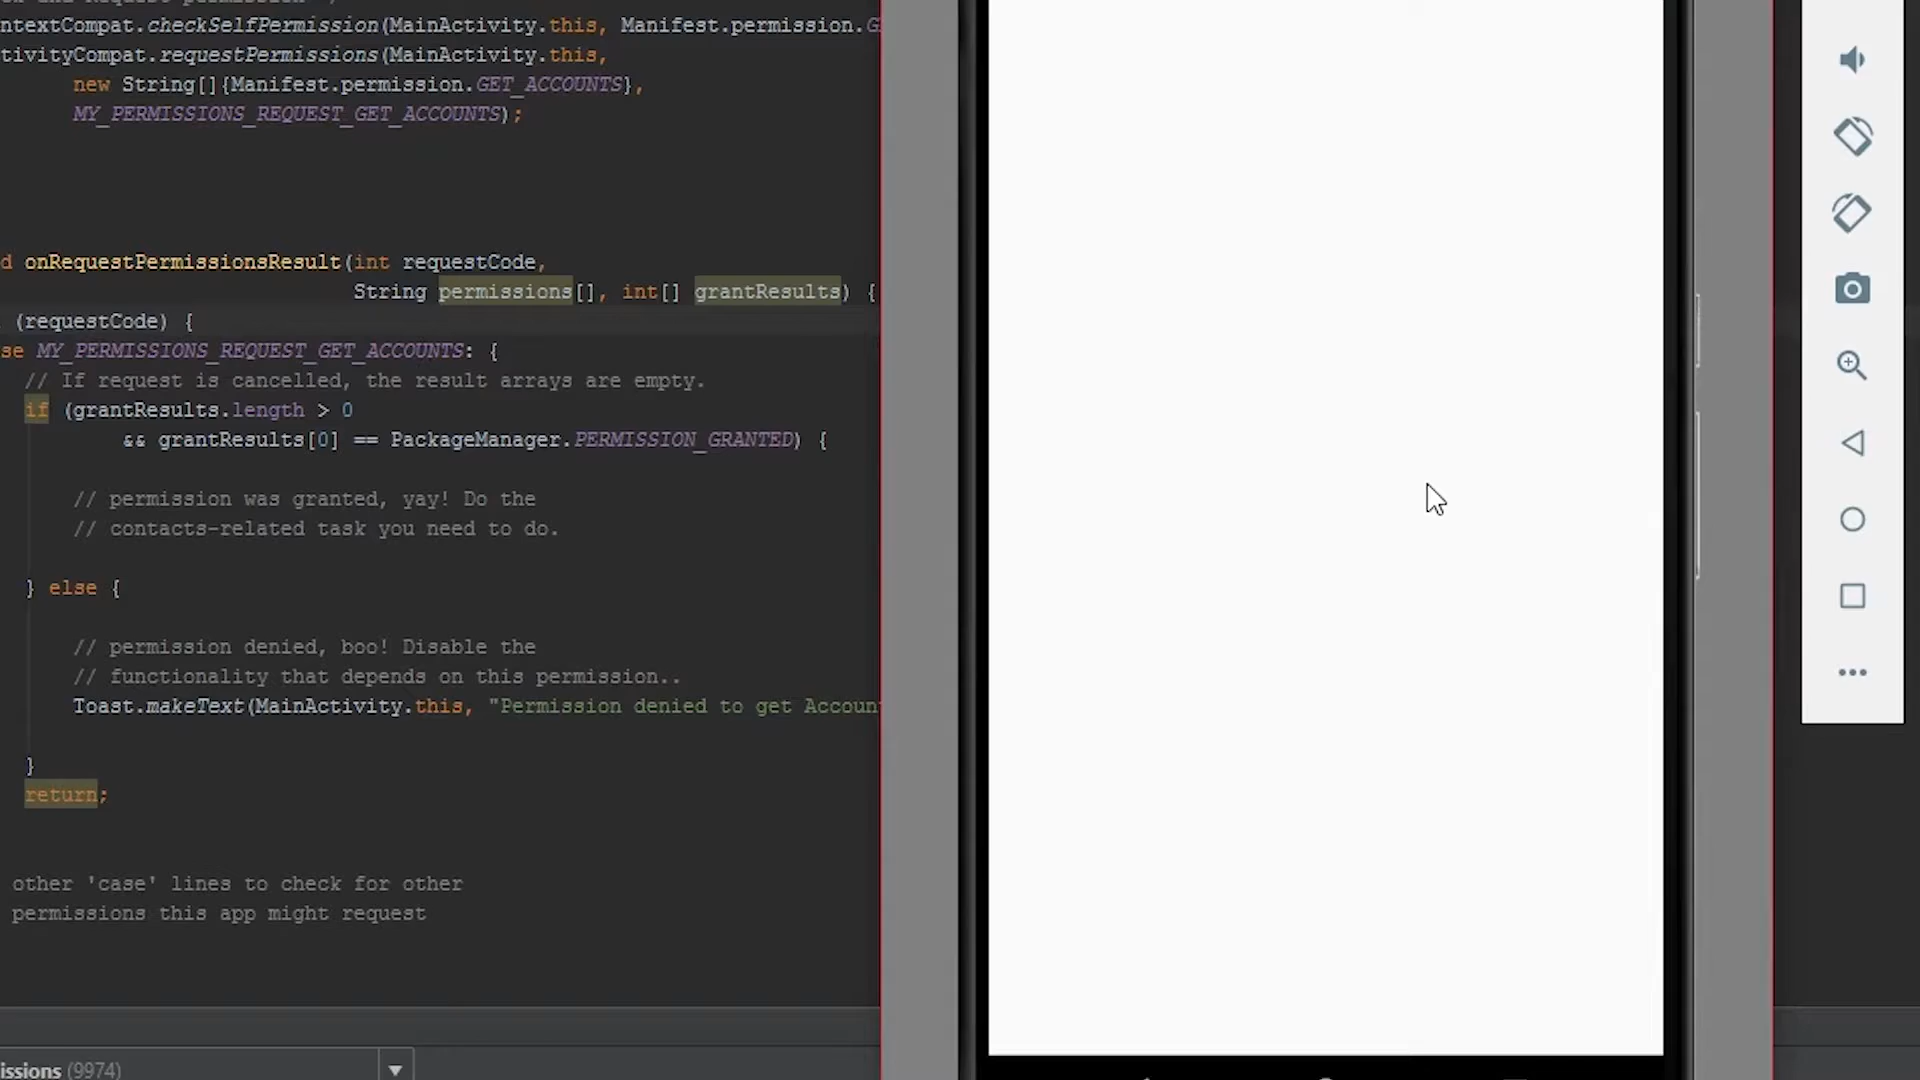 ntextCompat.checkSelfPermission(MainActivity.this, Manifest.permission.G
tivityCompat.requestPermissions(MainActivity.this,
new String[]{Manifest.permission.GET_ACCOUNTS},
MY_PERMISSIONS_REQUEST_GET_ACCOUNTS);
d onRequestPermissionsResult(int requestCode,
String permissions[], int[] grantResults) {
(requestCode) {
se MY_PERMISSIONS_REQUEST_GET_ACCOUNTS: {
// If request is cancelled, the result arrays are empty.
if (grantResults.length > 0
&& grantResults[0] == PackageManager.PERMISSION_GRANTED) {
// permission was granted, yay! Do the
// contacts-related task you need to do.
} else {
// permission denied, boo! Disable the
// functionality that depends on this permission..
Toast.makeText(MainActivity.this, "Permission denied to get Accoun
}
return;
other 'case' lines to check for other
permissions this app might request
issions (9974)